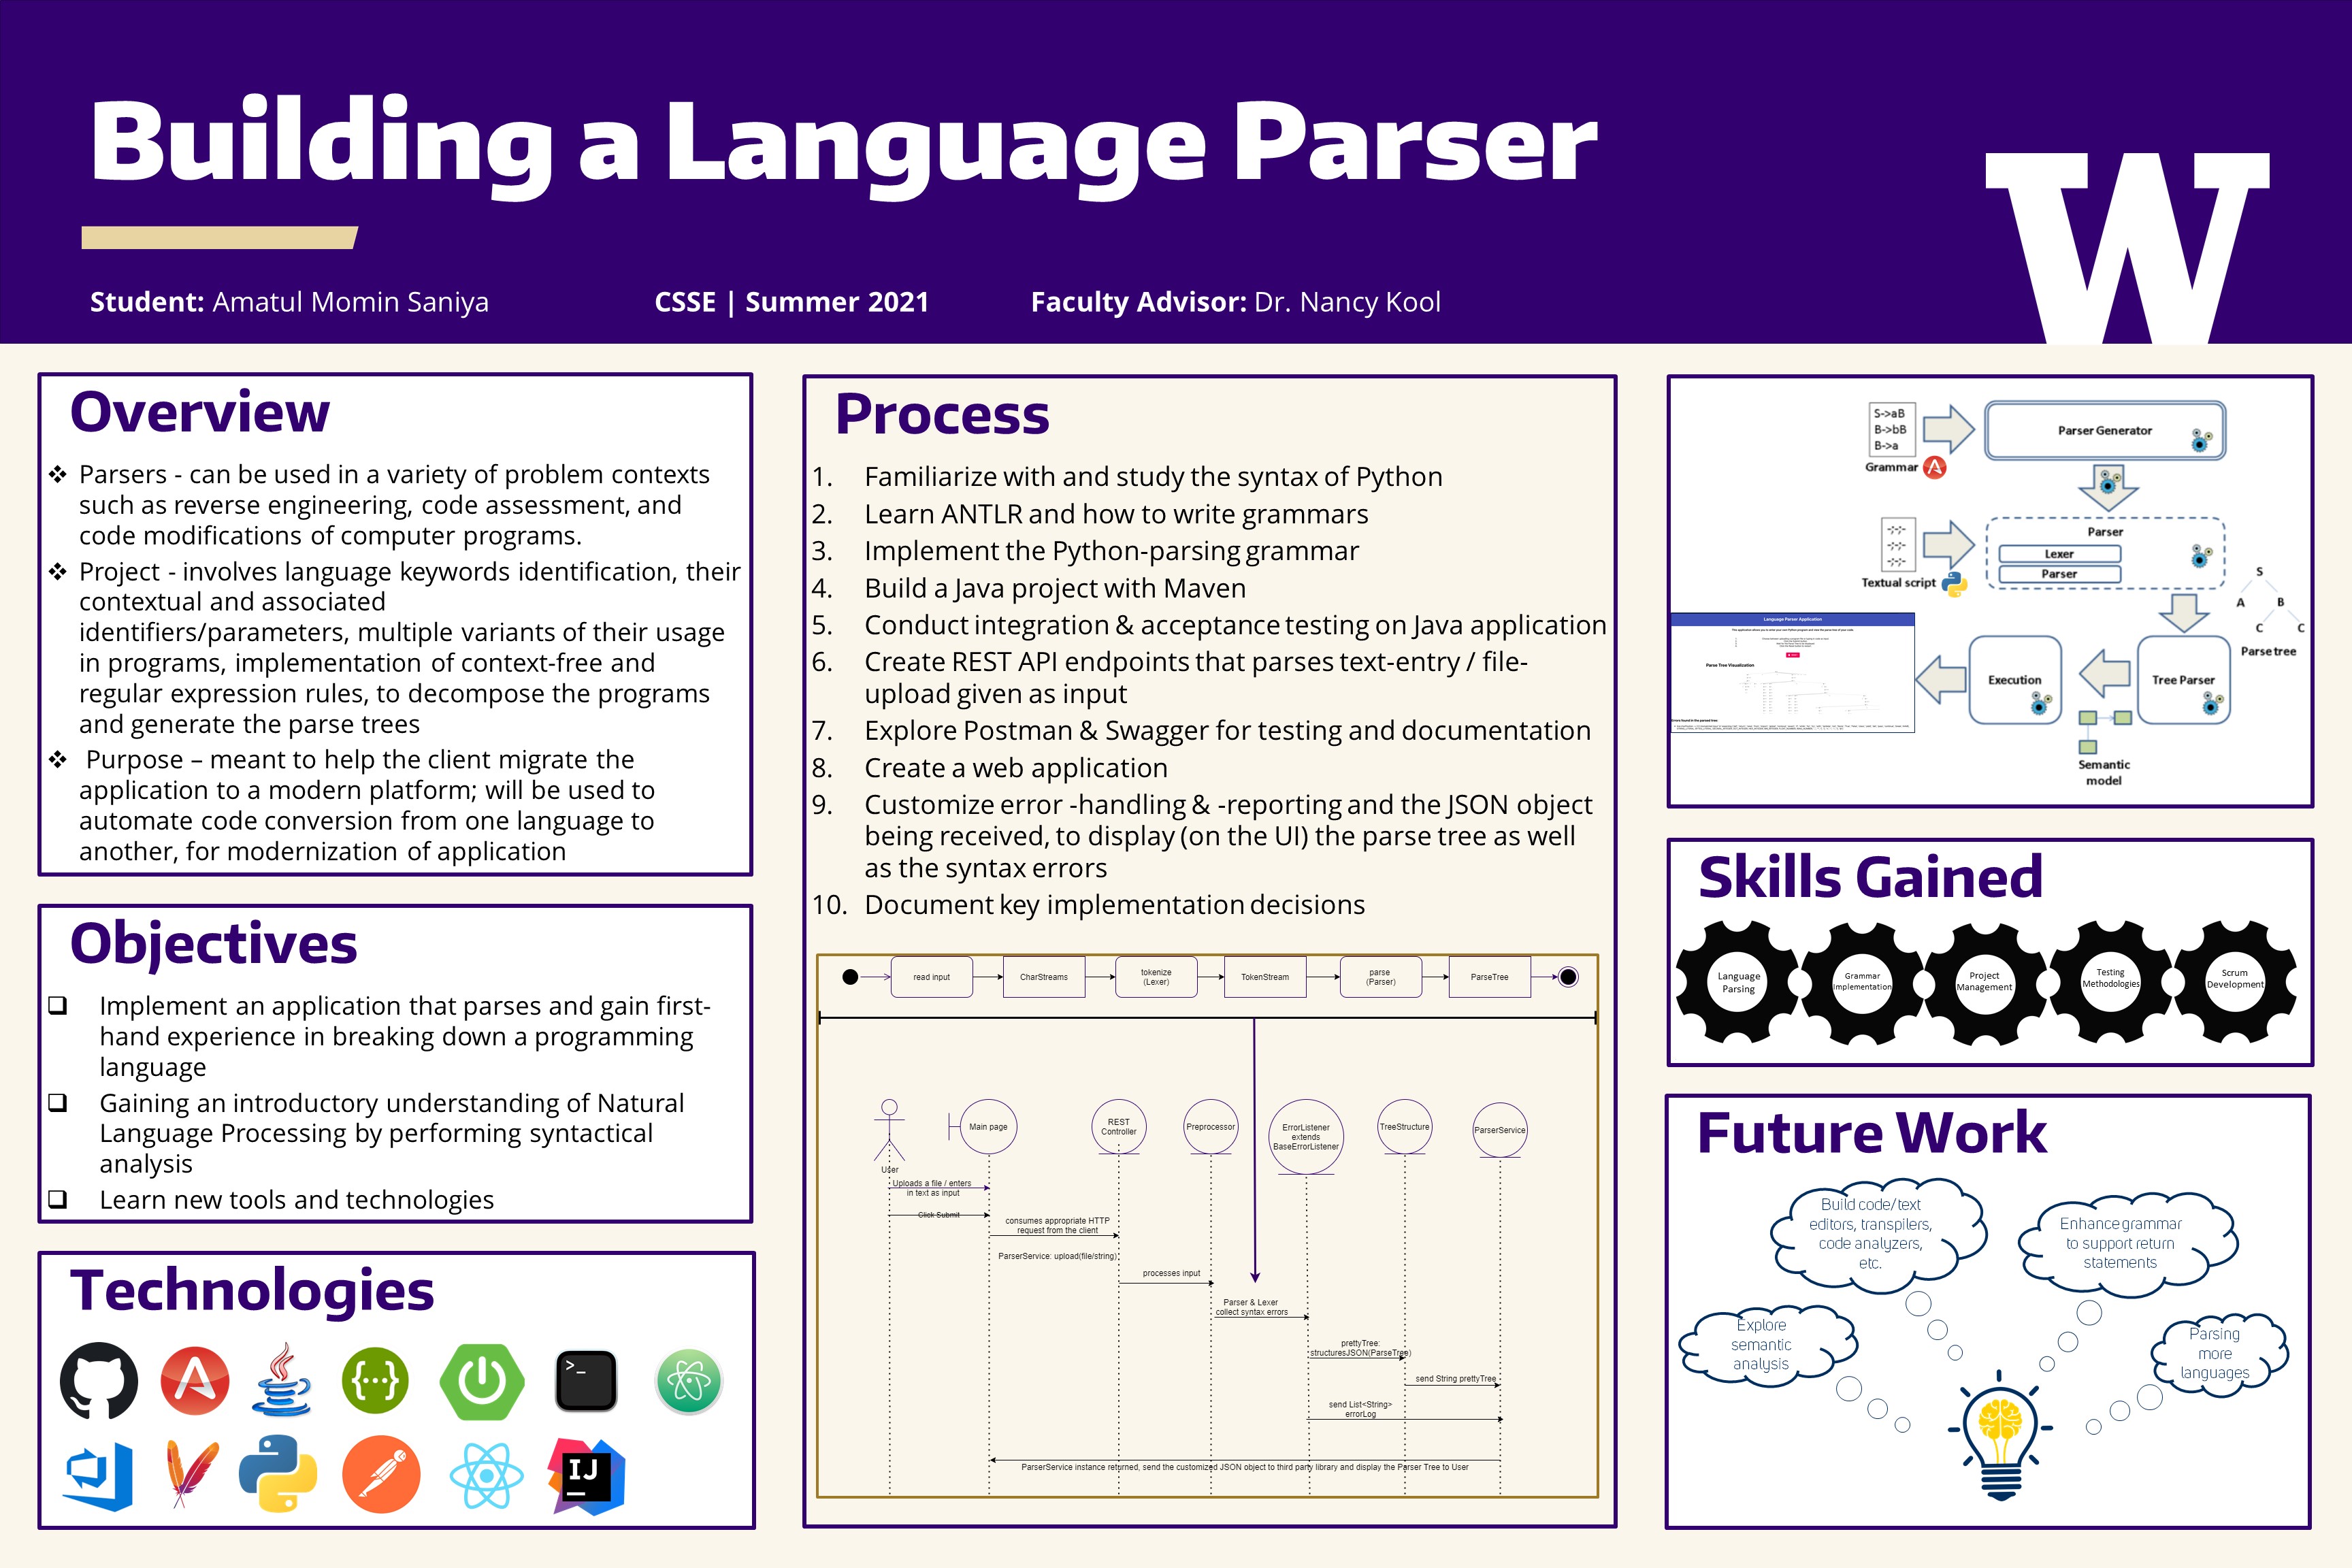 Building a Language Parser
W
Student: Amatul Momin Saniya
CSSE | Summer 2021
Faculty Advisor: Dr. Nancy Kool
Overview
❖ Parsers - can be used in a variety of problem contexts
such as reverse engineering, code assessment, and
code modifications of computer programs.
❖ Project - involves language keywords identification, their
contextual and associated
identifiers/parameters, multiple variants of their usage
in programs, implementation of context-free and
regular expression rules, to decompose the programs
and generate the parse trees
❖ Purpose – meant to help the client migrate the
application to a modern platform; will be used to
automate code conversion from one language to
another, for modernization of application
Objectives
❑ Implement an application that parses and gain first-
hand experience in breaking down a programming
language
❑ Gaining an introductory understanding of Natural
Language Processing by performing syntactical
analysis
❑ Learn new tools and technologies
Technologies
{···}
>_
IJ
Process
1. Familiarize with and study the syntax of Python
2. Learn ANTLR and how to write grammars
3. Implement the Python-parsing grammar
4. Build a Java project with Maven
5. Conduct integration & acceptance testing on Java application
6. Create REST API endpoints that parses text-entry / file-
upload given as input
7. Explore Postman & Swagger for testing and documentation
8. Create a web application
9. Customize error -handling & -reporting and the JSON object
being received, to display (on the UI) the parse tree as well
as the syntax errors
10. Document key implementation decisions
read input
CharStreams
tokenize
(Lexer)
TokenStream
parse
(Parser)
ParseTree
User
Main page
REST
Controller
Preprocessor
ErrorListener
extends
BaseErrorListener
TreeStructure
ParserService
Uploads a file / enters
in text as input
Click Submit
consumes appropriate HTTP
request from the client
ParserService: upload(file/string)
processes input
Parser & Lexer
collect syntax errors
prettyTree:
structuresJSON(ParseTree)
send String prettyTree
send List<String>
errorLog
ParserService instance returned, send the customized JSON object to third party library and display the Parser Tree to User
S->aB
B->bB
B->a
Grammar
Parser Generator
Parser
Lexer
Parser
Textual script
S
A B
C C
Parse tree
Language Parser Application
Parse Tree Visualization
Execution
Tree Parser
Semantic
model
Skills Gained
Language
Parsing
Grammar
Implementation
Project
Management
Testing
Methodologies
Scrum
Development
Future Work
Build code/text
editors, transpilers,
code analyzers,
etc.
Enhance grammar
to support return
statements
Explore
semantic
analysis
Parsing
more
languages